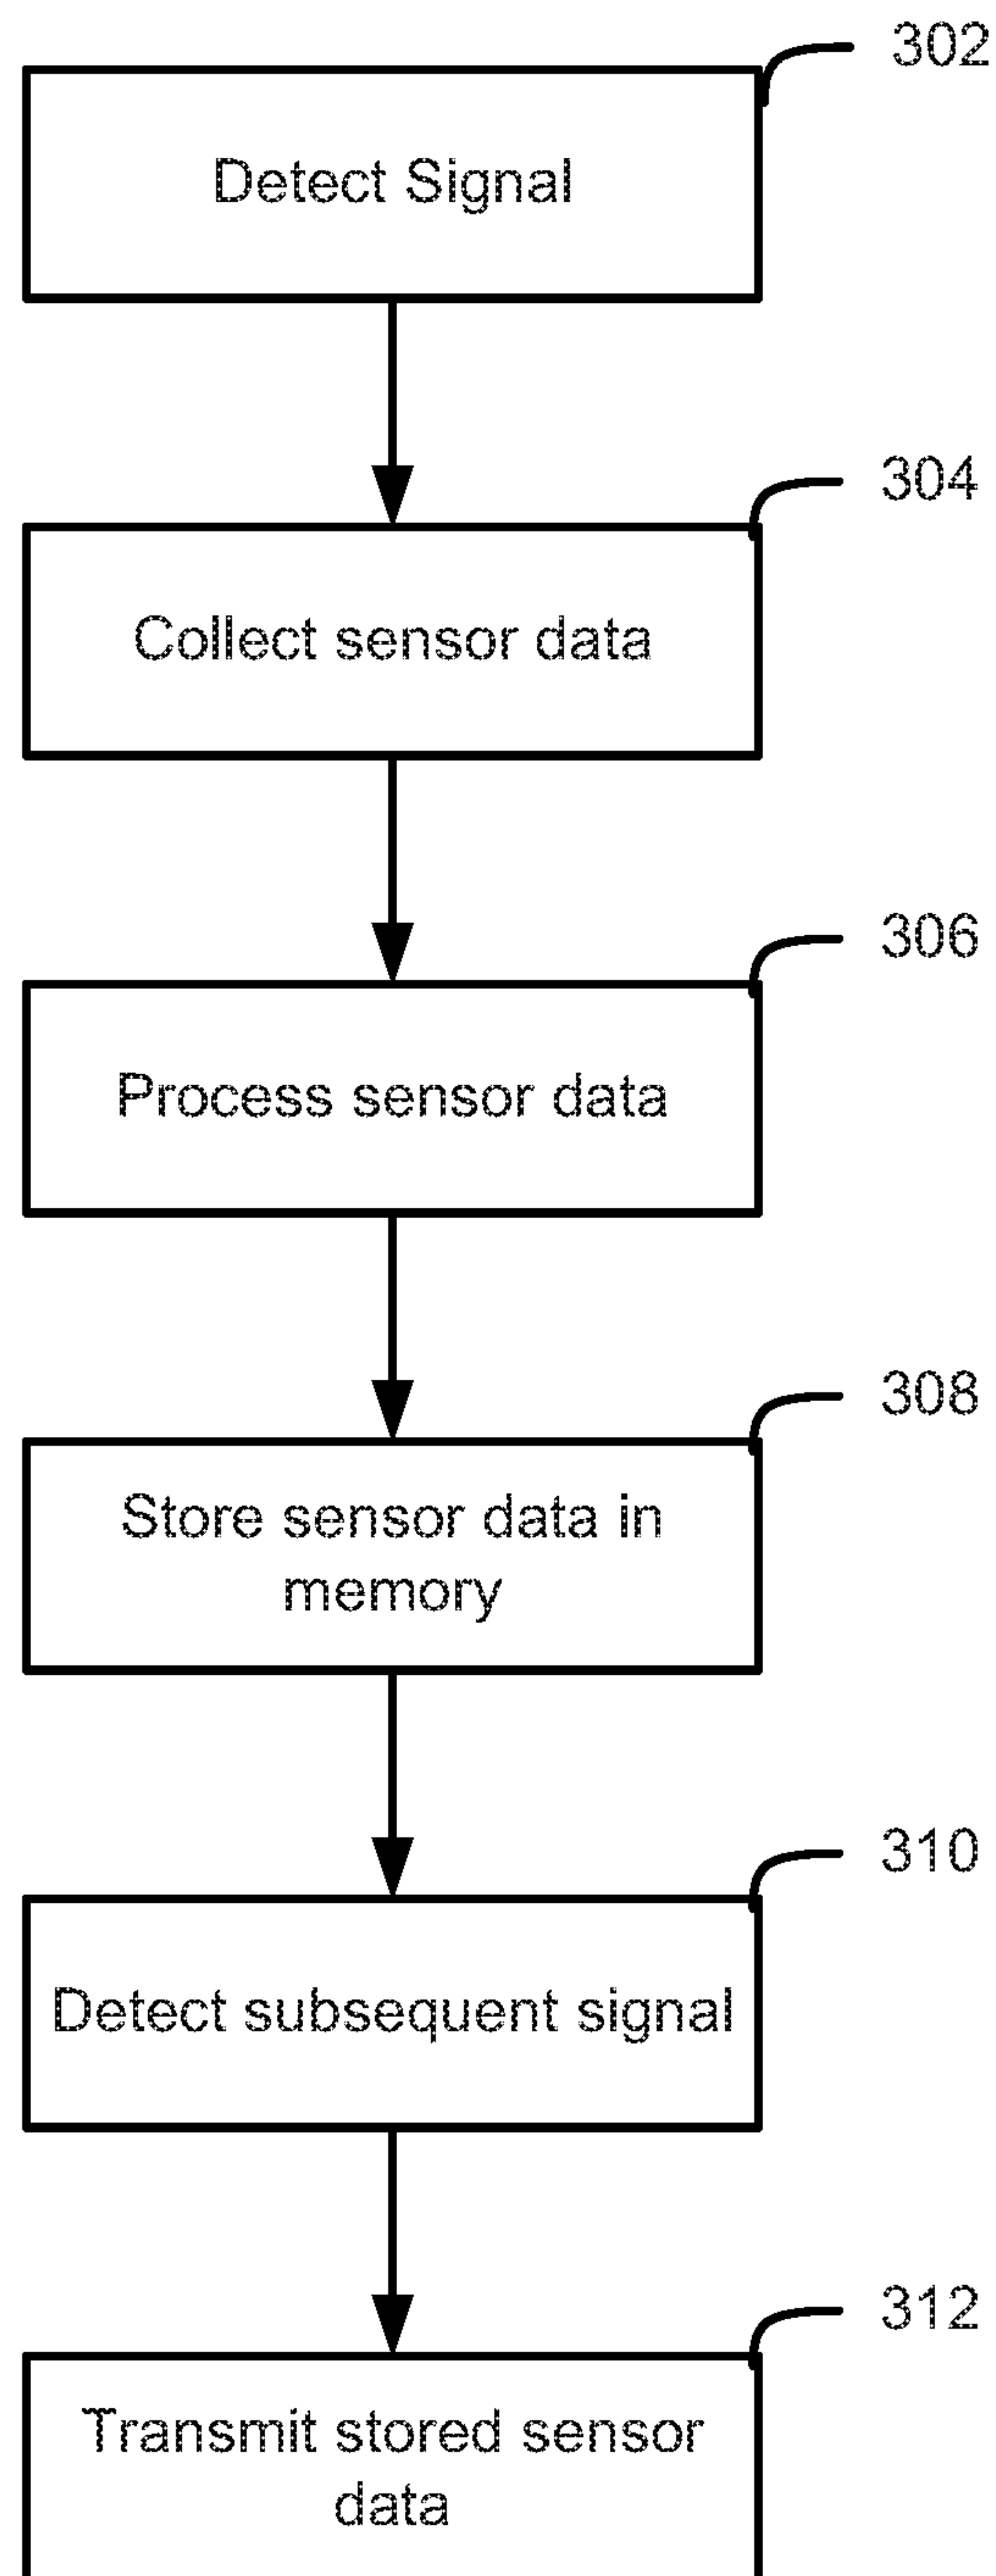 302
Detect Signal
304
Collect sensor data
306
Process sensor data
308
Store sensor data in
memory
310
Detect subsequent signal
312
Transmit stored sensor
data